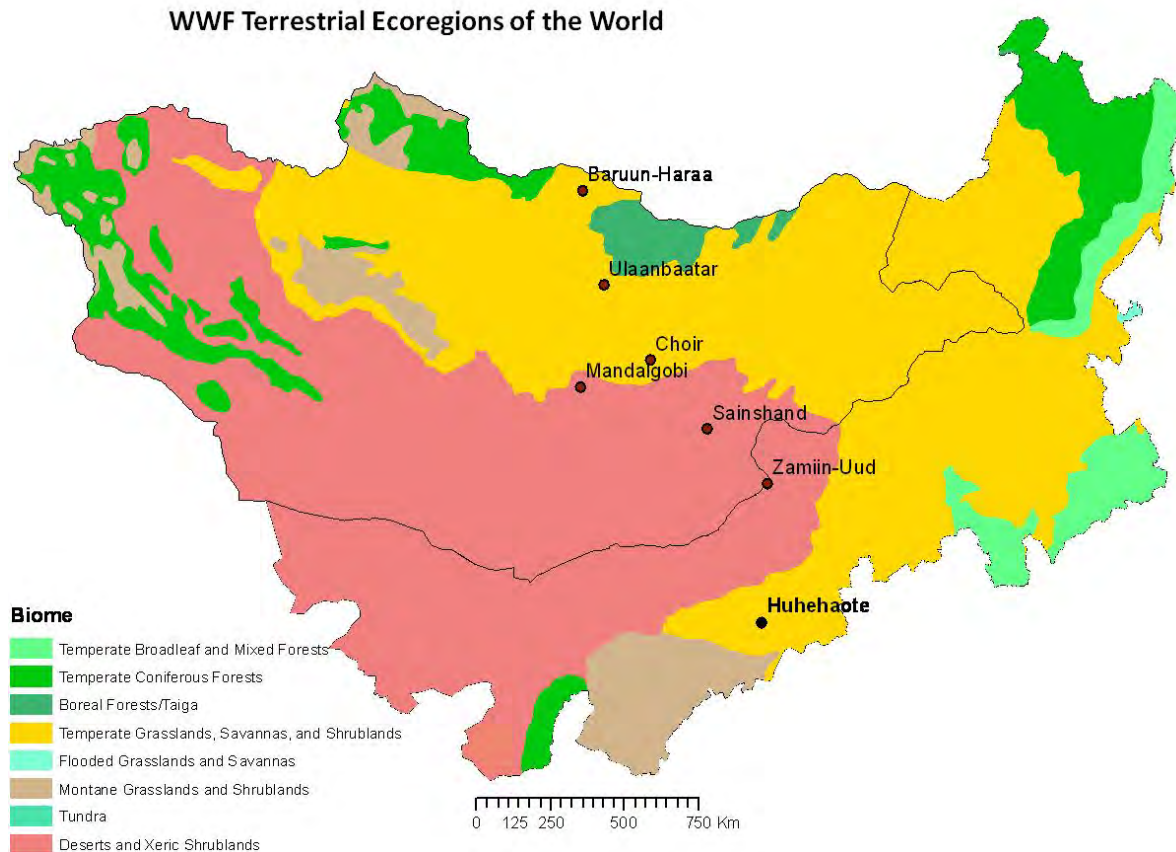 WWF Terrestrial Ecoregions of the World
Baruun-Haraa
Ulaanbaatar
Choir
Mandalgobi
Sainshand
Zamiin-Uud
Huhehaote
Biome
Temperate Broadleaf and Mixed Forests
Temperate Coniferous Forests
Boreal Forests/Taiga
Temperate Grasslands, Savannas, and Shrublands
Flooded Grasslands and Savannas
Montane Grasslands and Shrublands
Tundra
Deserts and Xeric Shrublands
0 125 250 500 750 Km